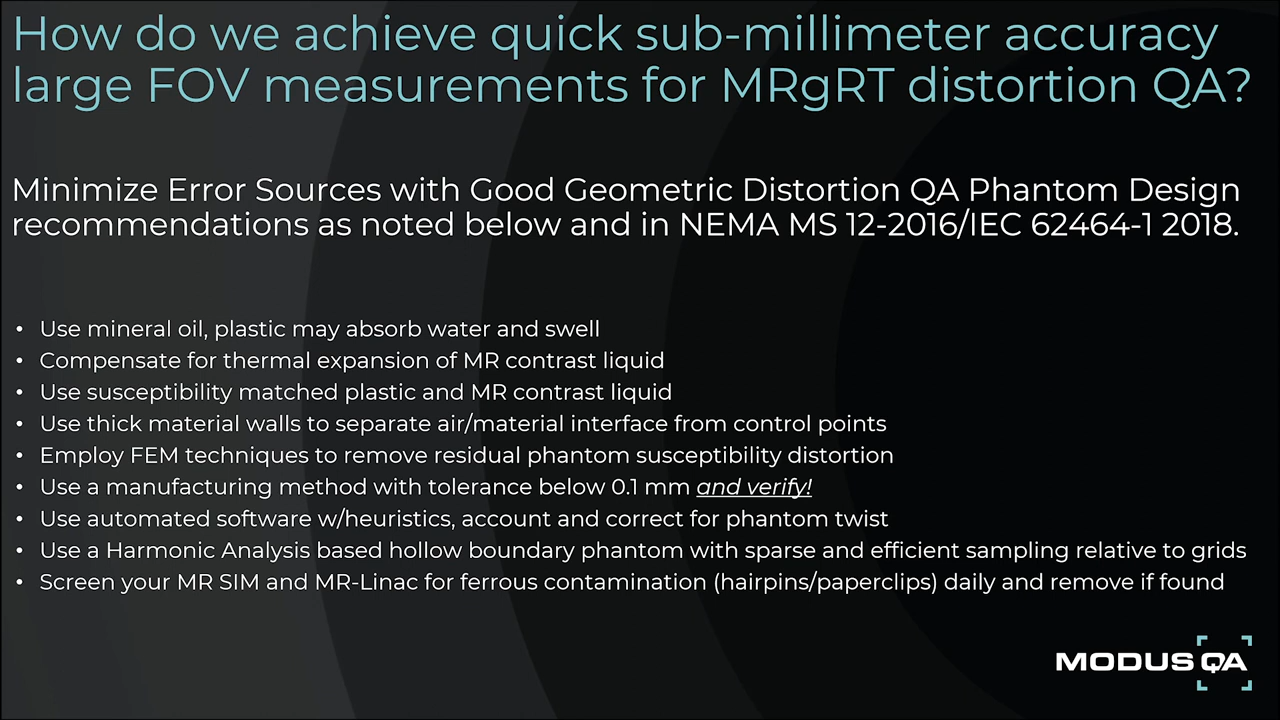 How do we achieve quick sub-millimeter accuracy
large FOV measurements for MRgRT distortion QA?
Minimize Error Sources with Good Geometric Distortion QA Phantom Design
recommendations as noted below and in NEMA MS 12-2016/IEC 62464-1 2018.
• Use mineral oil, plastic may absorb water and swell
• Compensate for thermal expansion of MR contrast liquid
• Use susceptibility matched plastic and MR contrast liquid
• Use thick material walls to separate air/material interface from control points
• Employ FEM techniques to remove residual phantom susceptibility distortion
• Use a manufacturing method with tolerance below 0.1 mm and verify!
• Use automated software w/heuristics, account and correct for phantom twist
• Use a Harmonic Analysis based hollow boundary phantom with sparse and efficient sampling relative to grids
• Screen your MR SIM and MR-Linac for ferrous contamination (hairpins/paperclips) daily and remove if found
MODUS QA